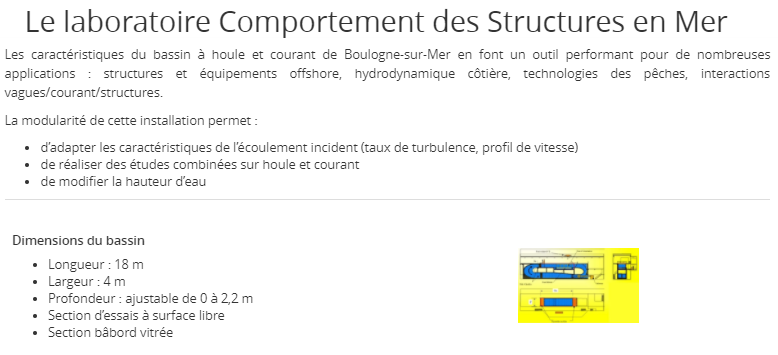 Le laboratoire Comportement des Structures en Mer
Les caractéristiques du bassin à houle et courant de Boulogne-sur-Mer en font un outil performant pour de nombreuses
applications : structures et équipements offshore, hydrodynamique côtière, technologies des pêches, interactions
vagues/courant/structures.
La modularité de cette installation permet :
• d'adapter les caractéristiques de l'écoulement incident (taux de turbulence, profil de vitesse)
• de réaliser des études combinées sur houle et courant
• de modifier la hauteur d'eau
Dimensions du bassin
• Longueur : 18 m
• Largeur : 4 m
• Profondeur : ajustable de 0 à 2,2 m
• Section d'essais à surface libre
• Section bâbord vitrée